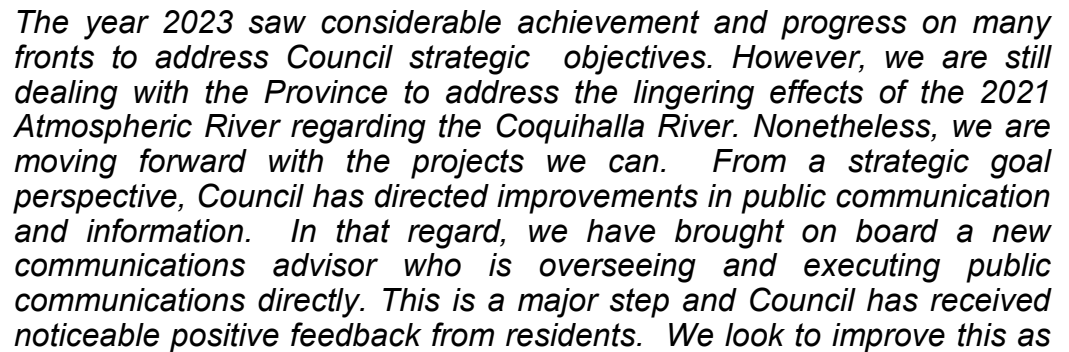 The year 2023 saw considerable achievement and progress on many
fronts to address Council strategic  objectives. However, we are still
dealing with the Province to address the lingering effects of the 2021
Atmospheric River regarding the Coquihalla River. Nonetheless, we are
moving forward with the projects we can.  From a strategic goal
perspective, Council has directed improvements in public communication
and information.  In that regard, we have brought on board a new
communications advisor who is overseeing and executing public
communications directly. This is a major step and Council has received
noticeable positive feedback from residents.  We look to improve this as